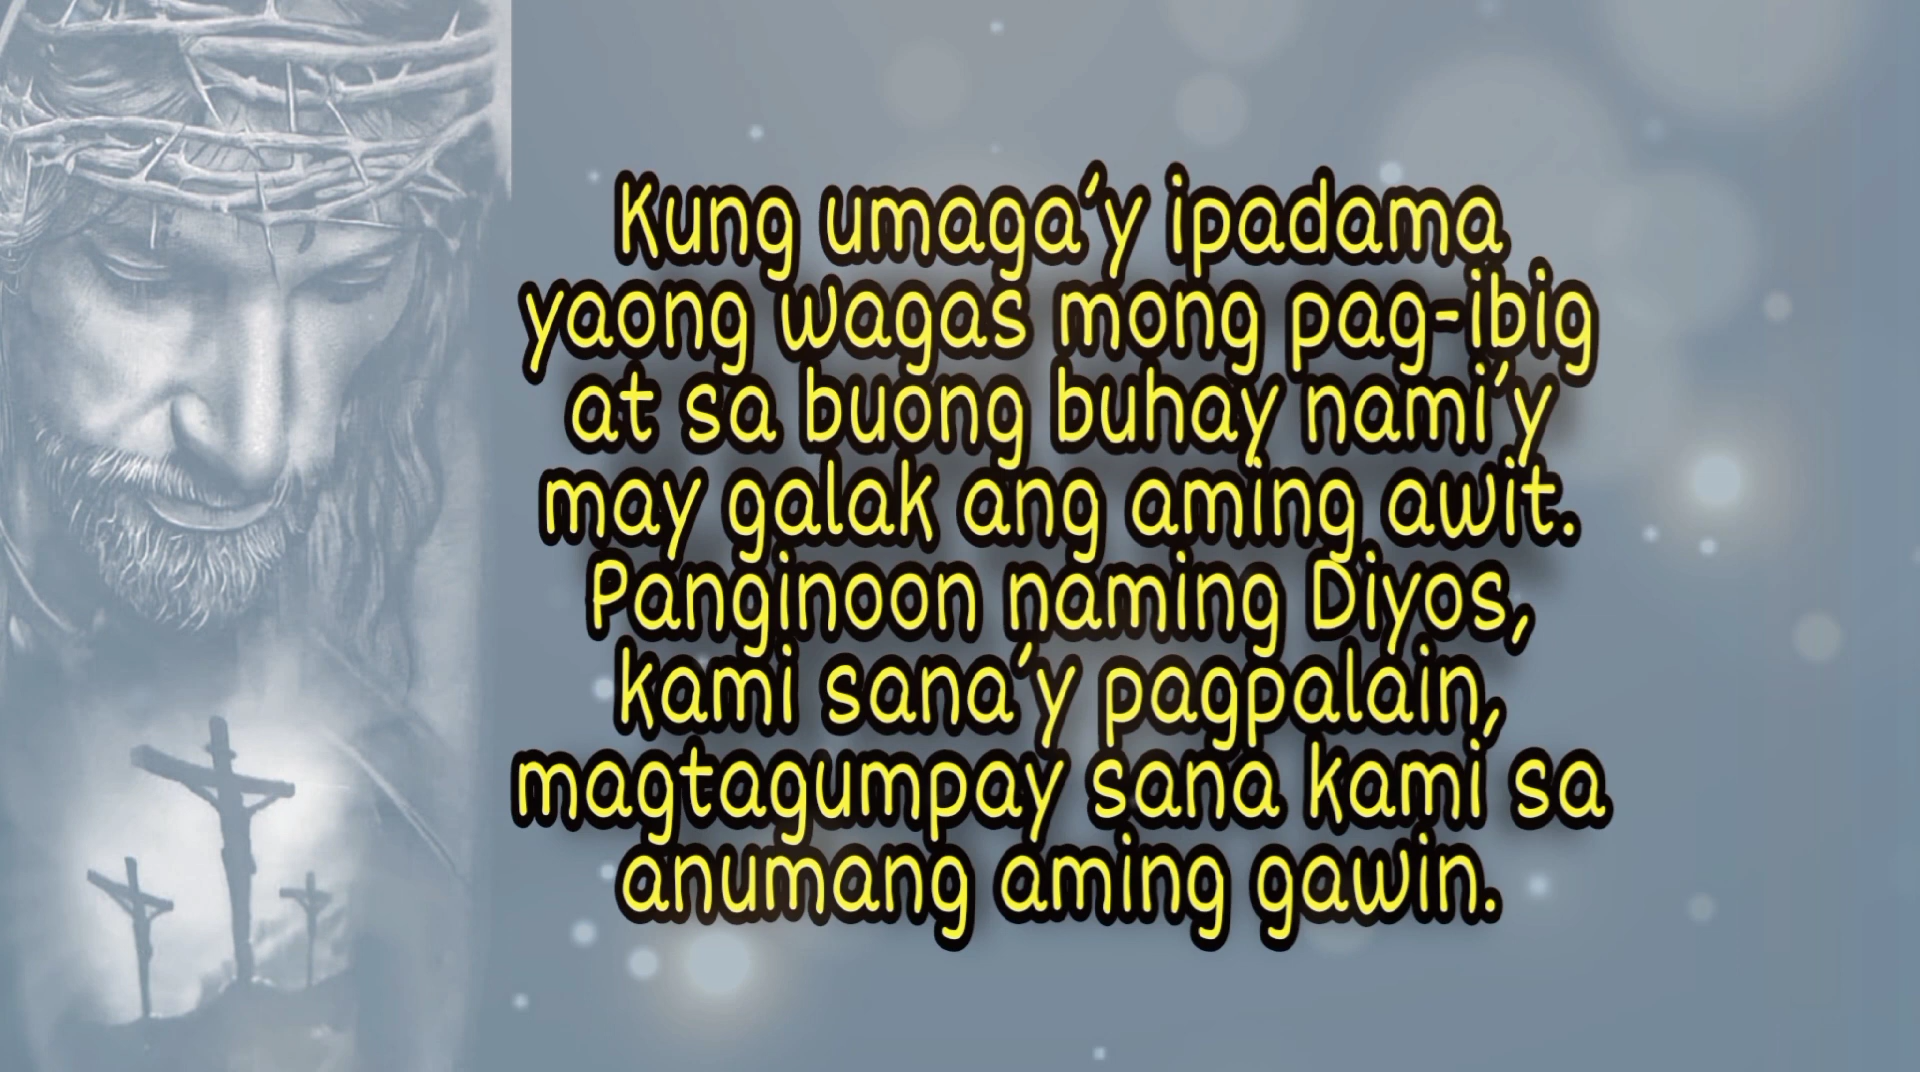 Kung umaga'y ipadama
yaong wagas mong pag-ibig
at sa buong buhay nami'y
may galak ang aming awit.
Panginoon naming Diyos,
kami sana'y pagpalain,
magtagumpay sana kami sa
anumang aming gawin.